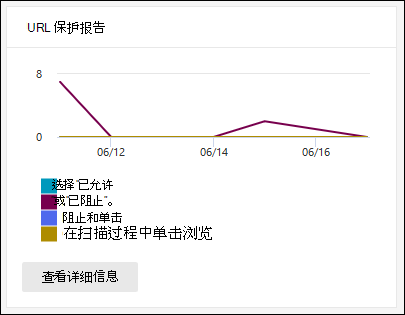 URL 保护报告
8
0
06/12 06/14 06/16
选择"已允许
"或"已阻止"。
阻止和单击
在扫描过程中单击浏览
查看详细信息